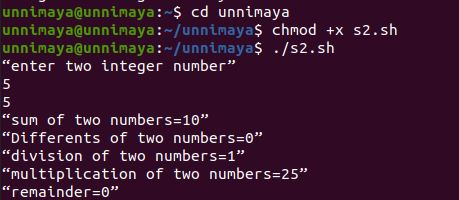 unnimaya@unnimaya:~$ cd unnimaya
unnimaya@unnimaya:~/unnimaya$ chmod +x s2.sh
unnimaya@unnimaya:~/unnimaya$ ./s2.sh
“enter two integer number”
5
5
“sum of two numbers=10”
“Differents of two numbers=0”
“division of two numbers=1”
“multiplication of two numbers=25”
“remainder=0”